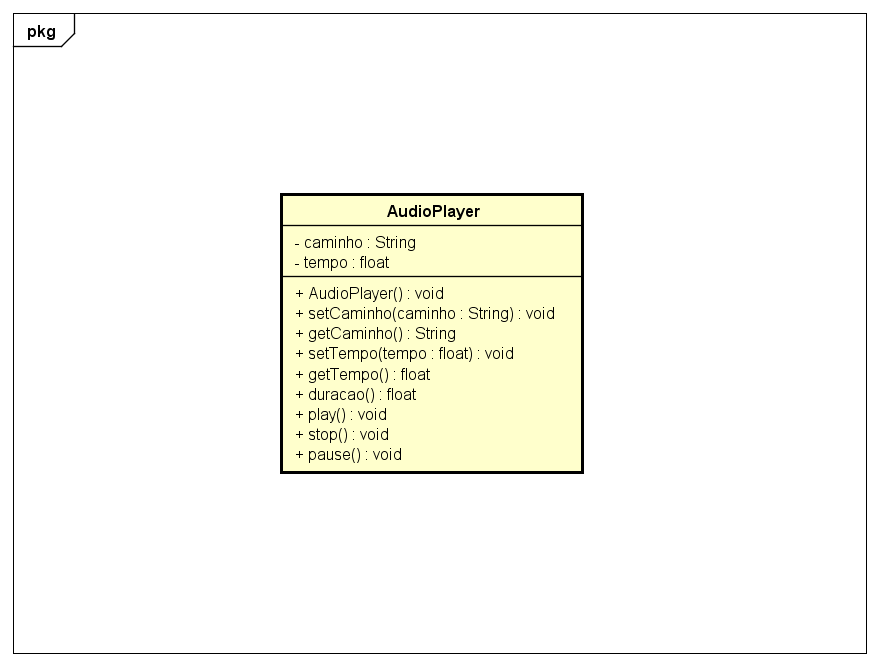 pkg
AudioPlayer
- caminho : String
- tempo : float
+ AudioPlayer() : void
+ setCaminho(caminho : String) : void
+ getCaminho() : String
+ setTempo(tempo : float) : void
+ getTempo() : float
+ duracao() : float
+ play() : void
+ stop() : void
+ pause() : void